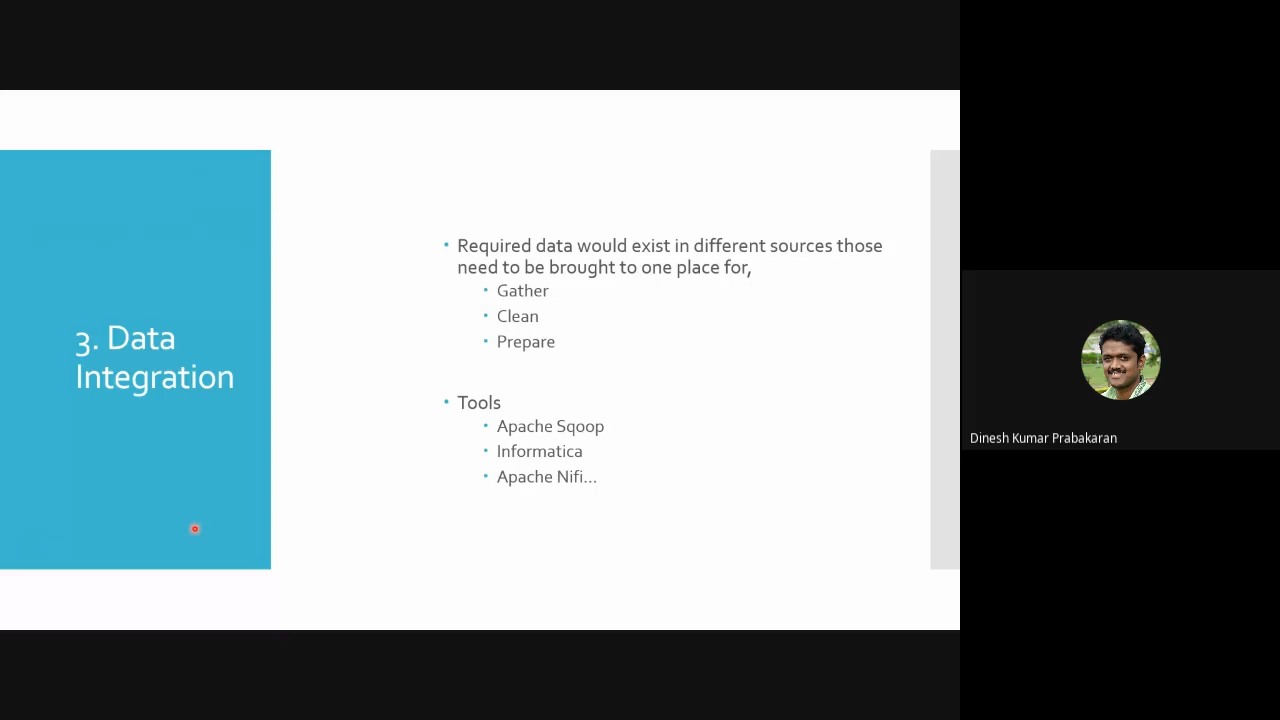 3. Data
Integration
• Required data would exist in different sources those
need to be brought to one place for,
• Gather
• Clean
• Prepare
• Tools
• Apache Sqoop
• Informatica
• Apache Nifi...
Dinesh Kumar Prabakaran